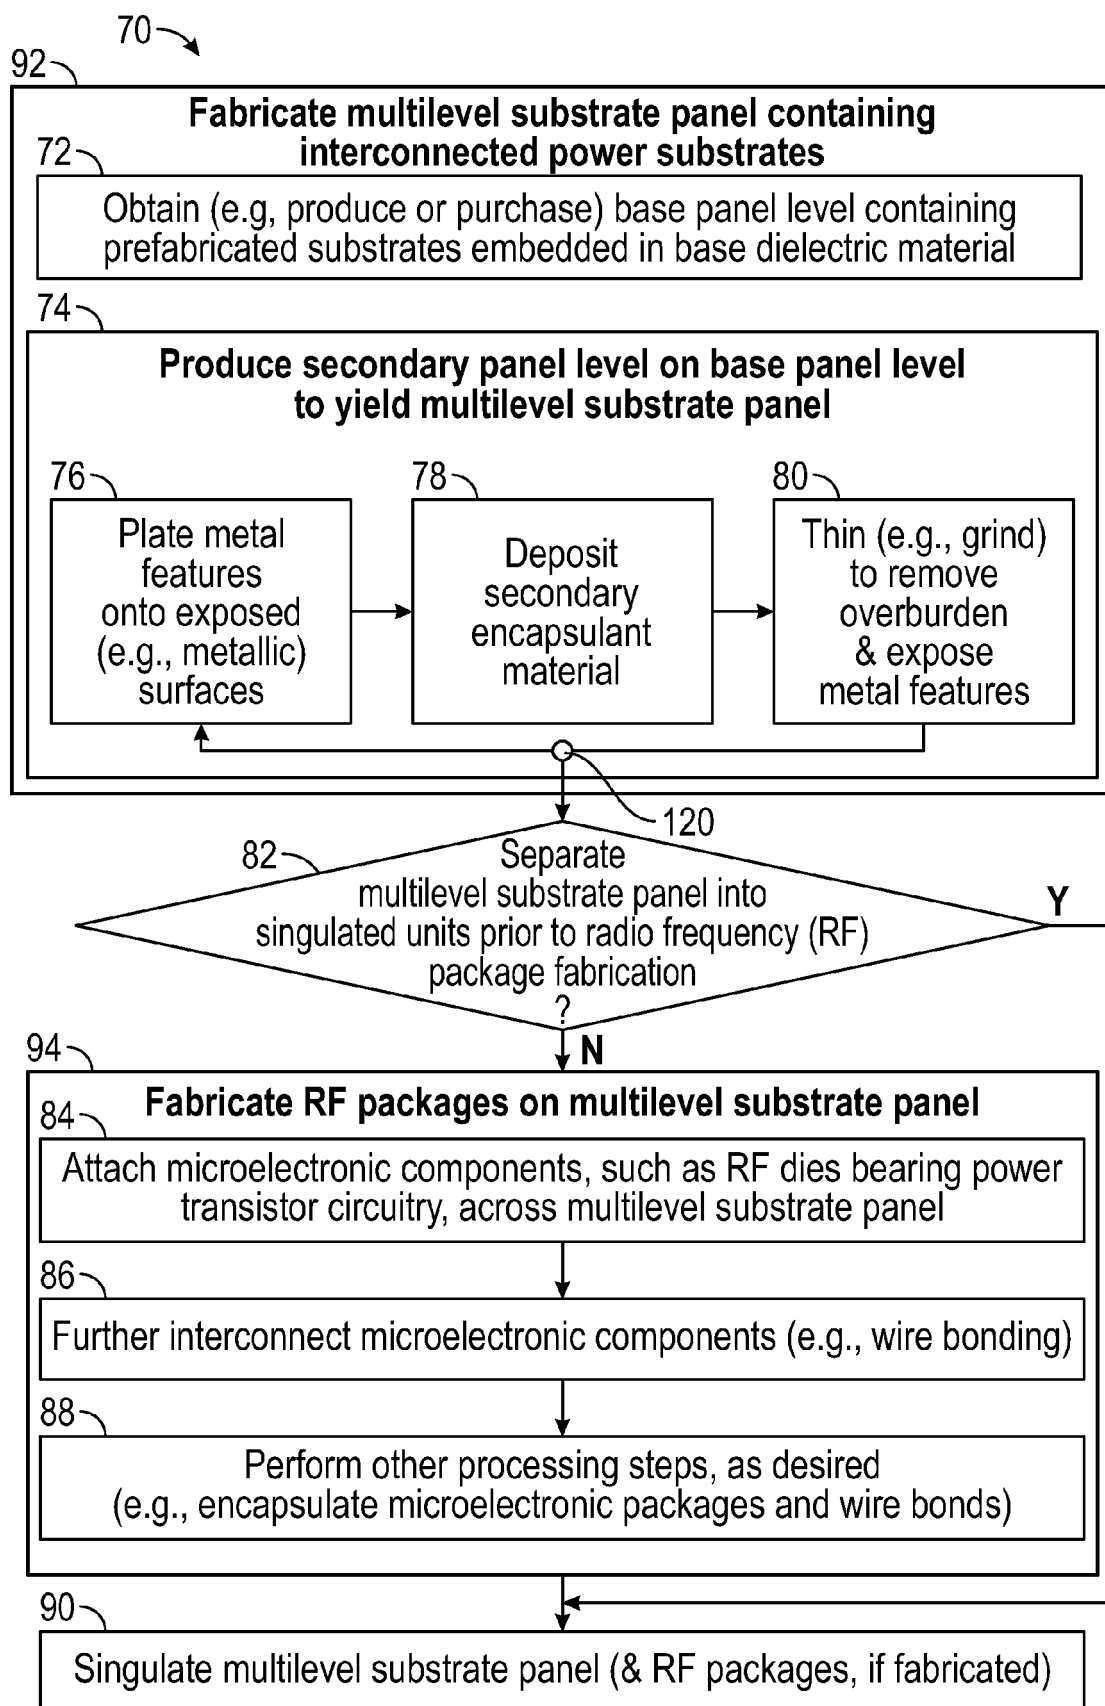 70
92
Fabricate multilevel substrate panel containing
interconnected power substrates
72
Obtain (e.g, produce or purchase) base panel level containing
prefabricated substrates embedded in base dielectric material
74
Produce secondary panel level on base panel level
to yield multilevel substrate panel
76
Plate metal
features
onto exposed
(e.g., metallic)
surfaces
78
Deposit
secondary
encapsulant
material
80
Thin (e.g., grind)
to remove
overburden
& expose
metal features
120
82
Separate
multilevel substrate panel into
singulated units prior to radio frequency (RF)
package fabrication
?
Y
N
94
Fabricate RF packages on multilevel substrate panel
84
Attach microelectronic components, such as RF dies bearing power
transistor circuitry, across multilevel substrate panel
86
Further interconnect microelectronic components (e.g., wire bonding)
88
Perform other processing steps, as desired
(e.g., encapsulate microelectronic packages and wire bonds)
90
Singulate multilevel substrate panel (& RF packages, if fabricated)